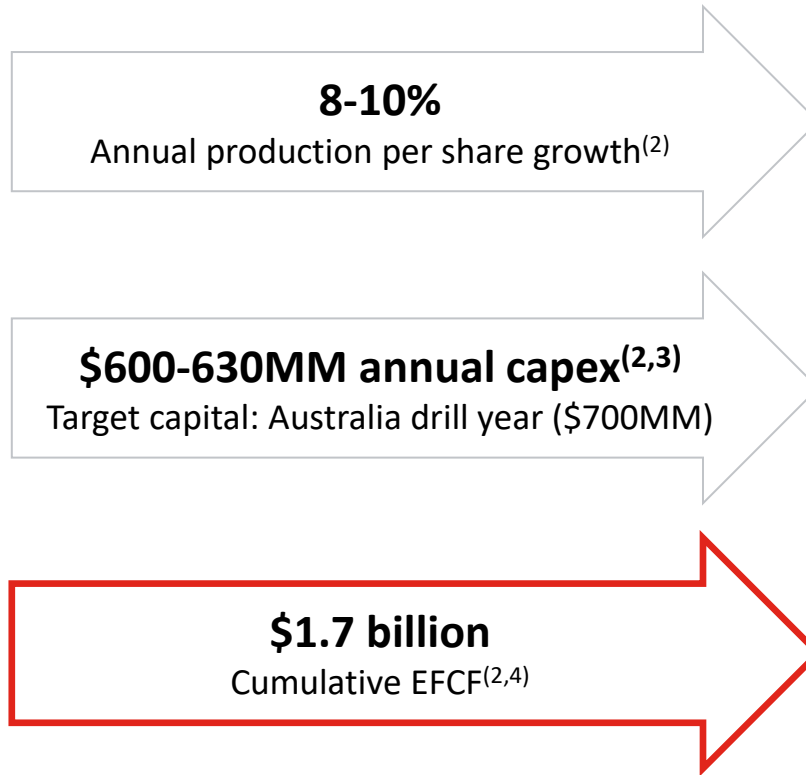 8-10%
Annual production per share growth(2)
$600-630MM annual capex(2,3)
Target capital: Australia drill year ($700MM)
$1.7 billion
Cumulative EFCF(2,4)